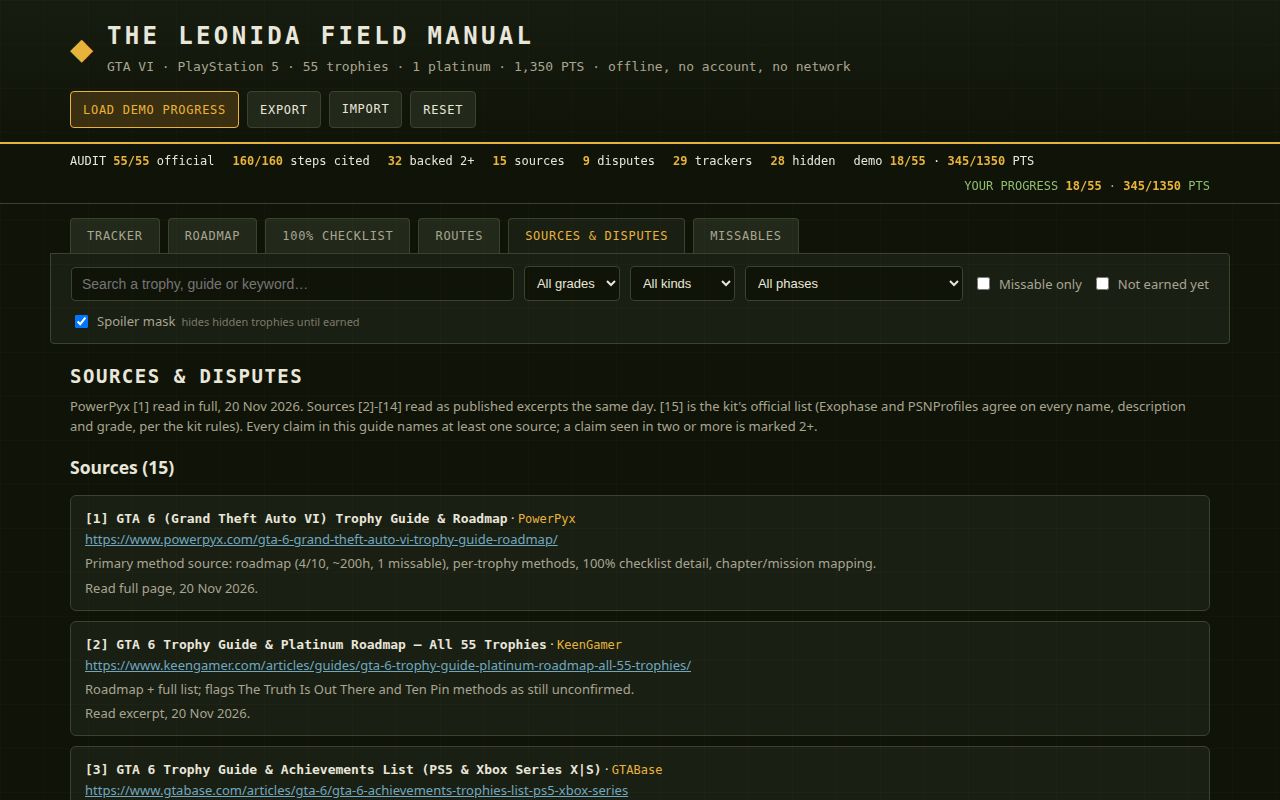 THE LEONIDA FIELD MANUAL
GTA VI · PlayStation 5 · 55 trophies · 1 platinum · 1,350 PTS · offline, no account, no network
LOAD DEMO PROGRESS EXPORT IMPORT RESET
AUDIT 55/55 official 160/160 steps cited 32 backed 2+ 15 sources 9 disputes 29 trackers 28 hidden demo 18/55 · 345/1350 PTS
YOUR PROGRESS 18/55 · 345/1350 PTS
TRACKER ROADMAP 100% CHECKLIST ROUTES SOURCES & DISPUTES MISSABLES
Search a trophy, guide or keyword… All grades All kinds All phases Missable only Not earned yet
Spoiler mask hides hidden trophies until earned
SOURCES & DISPUTES
PowerPyx [1] read in full, 20 Nov 2026. Sources [2]-[14] read as published excerpts the same day. [15] is the kit's official list (Exophase and PSNProfiles agree on every name, description
and grade, per the kit rules). Every claim in this guide names at least one source; a claim seen in two or more is marked 2+.
Sources (15)
[1] GTA 6 (Grand Theft Auto VI) Trophy Guide & Roadmap · PowerPyx
https://www.powerpyx.com/gta-6-grand-theft-auto-vi-trophy-guide-roadmap/
Primary method source: roadmap (4/10, ~200h, 1 missable), per-trophy methods, 100% checklist detail, chapter/mission mapping.
Read full page, 20 Nov 2026.
[2] GTA 6 Trophy Guide & Platinum Roadmap — All 55 Trophies · KeenGamer
https://www.keengamer.com/articles/guides/gta-6-trophy-guide-platinum-roadmap-all-55-trophies/
Roadmap + full list; flags The Truth Is Out There and Ten Pin methods as still unconfirmed.
Read excerpt, 20 Nov 2026.
[3] GTA 6 Trophy Guide & Achievements List (PS5 & Xbox Series X|S) · GTABase
https://www.gtabase.com/articles/gta-6/gta-6-achievements-trophies-list-ps5-xbox-series